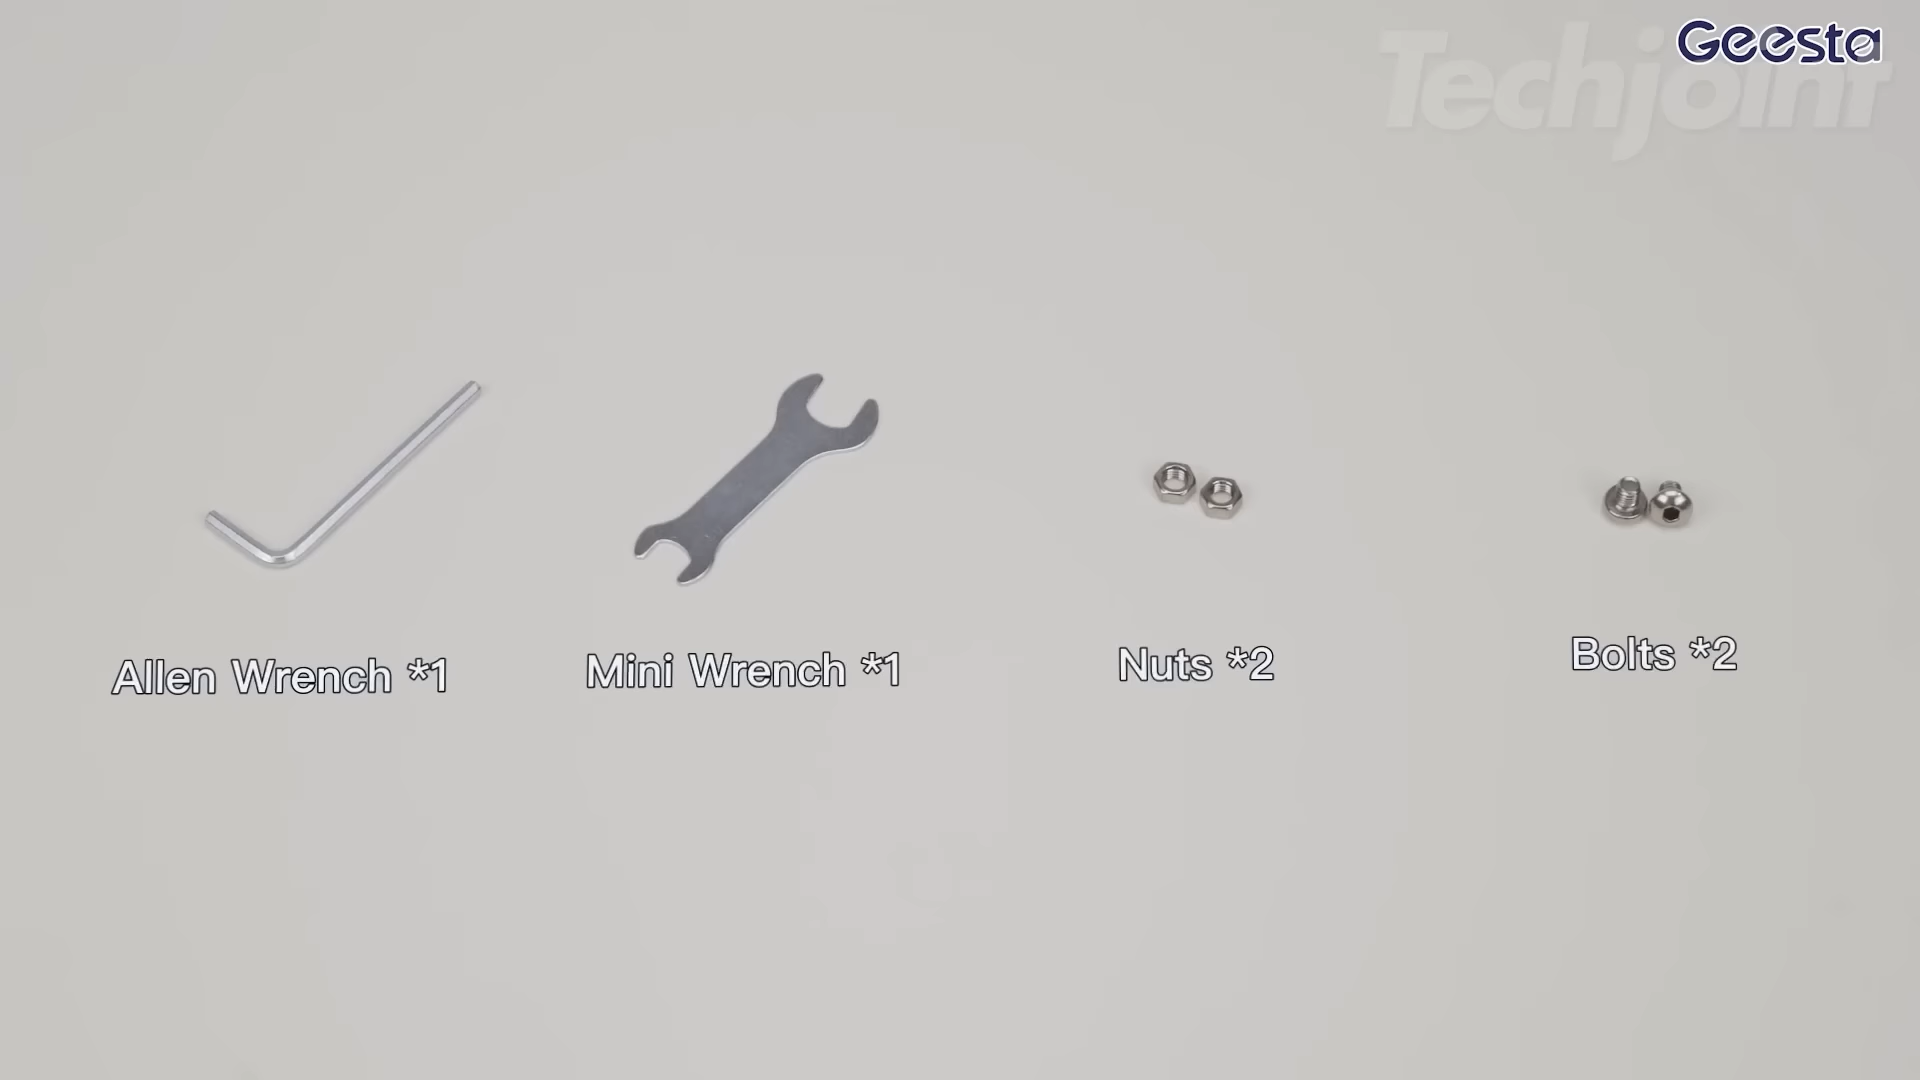 Geesta
Techjoint
Allen Wrench *1
Mini Wrench *1
Nuts *2
Bolts *2